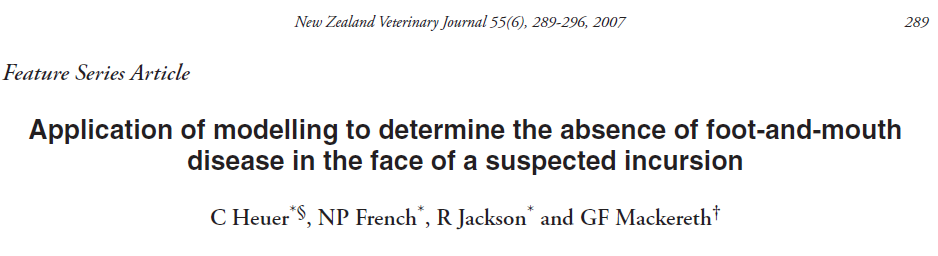 New Zealand Veterinary Journal 55(6), 289-296, 2007 289
Feature Series Article
Application of modelling to determine the absence of foot-and-mouth
disease in the face of a suspected incursion
C Heuer*§, NP French*, R Jackson* and GF Mackereth†